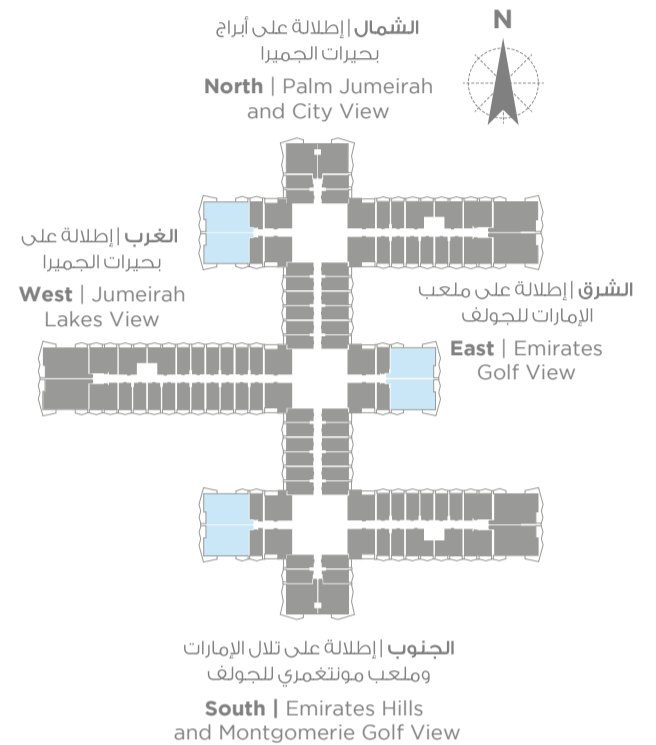 الشمال | إطلالة على أبراج
بحيرات الجميرا
North | Palm Jumeirah
and City View
N
الغرب | إطلالة على
بحيرات الجميرا
West | Jumeirah
Lakes View
الشرق | إطلالة على ملعب
الإمارات للجولف
East | Emirates
Golf View
الجنوب | إطلالة على تلال الإمارات
وملعب مونتغمري للجولف
South | Emirates Hills
and Montgomerie Golf View